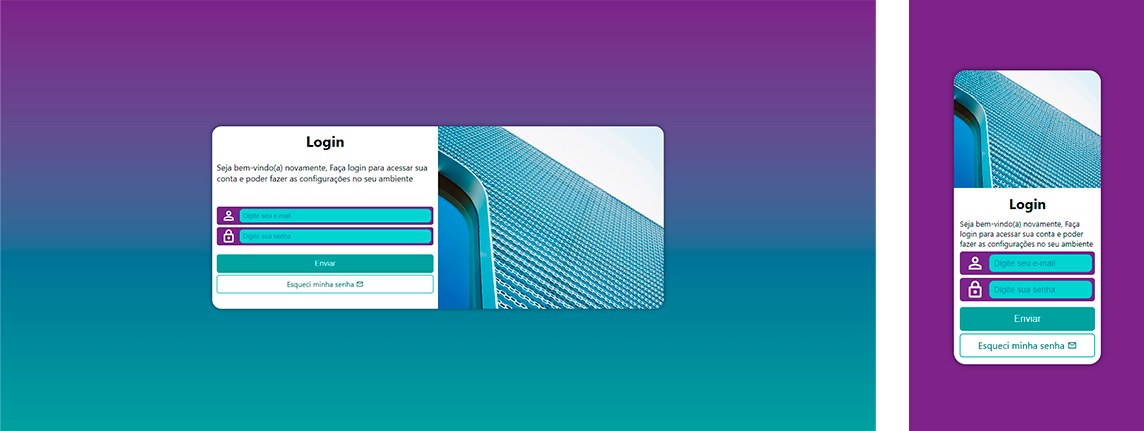 Login
Seja bem-vindo(a) novamente, Faça login para acessar sua
conta e poder fazer as configurações no seu ambiente
Digite seu e-mail
Digite sua senha
Enviar
Esqueci minha senha
Login
Seja bem-vindo(a) novamente, Faça
login para acessar sua conta e poder
fazer as configurações no seu ambiente
Digite seu e-mail
Digite sua senha
Enviar
Esqueci minha senha